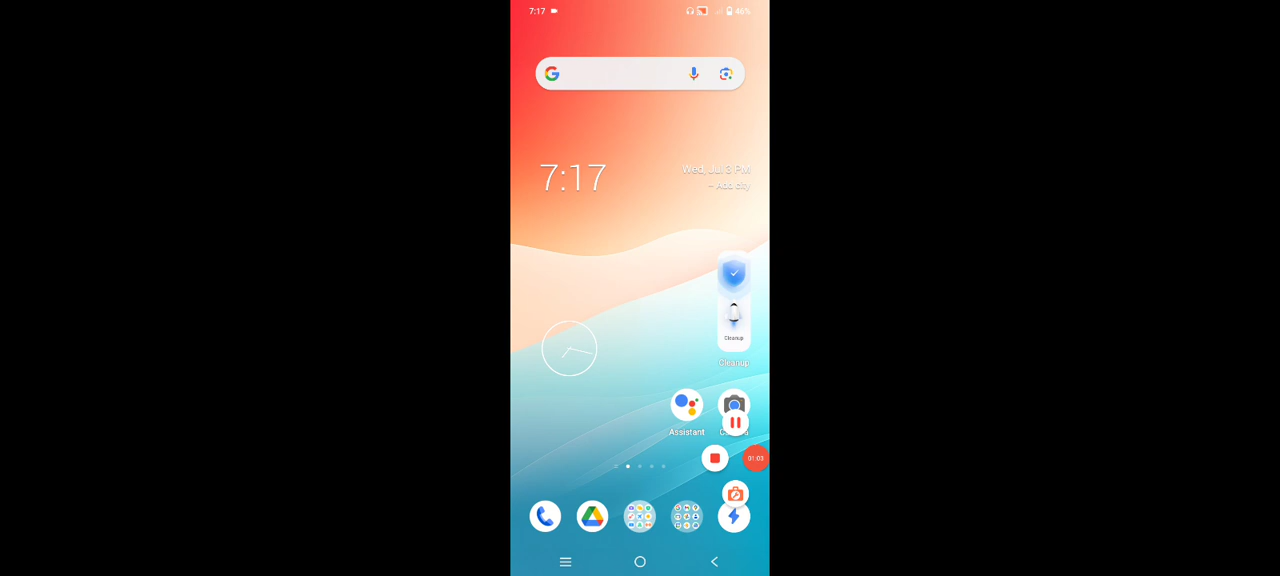 7:17
46%
7:17
Wed, Jul 3 PM
Add city
Cleanup
Cleanup
Assistant
01:03